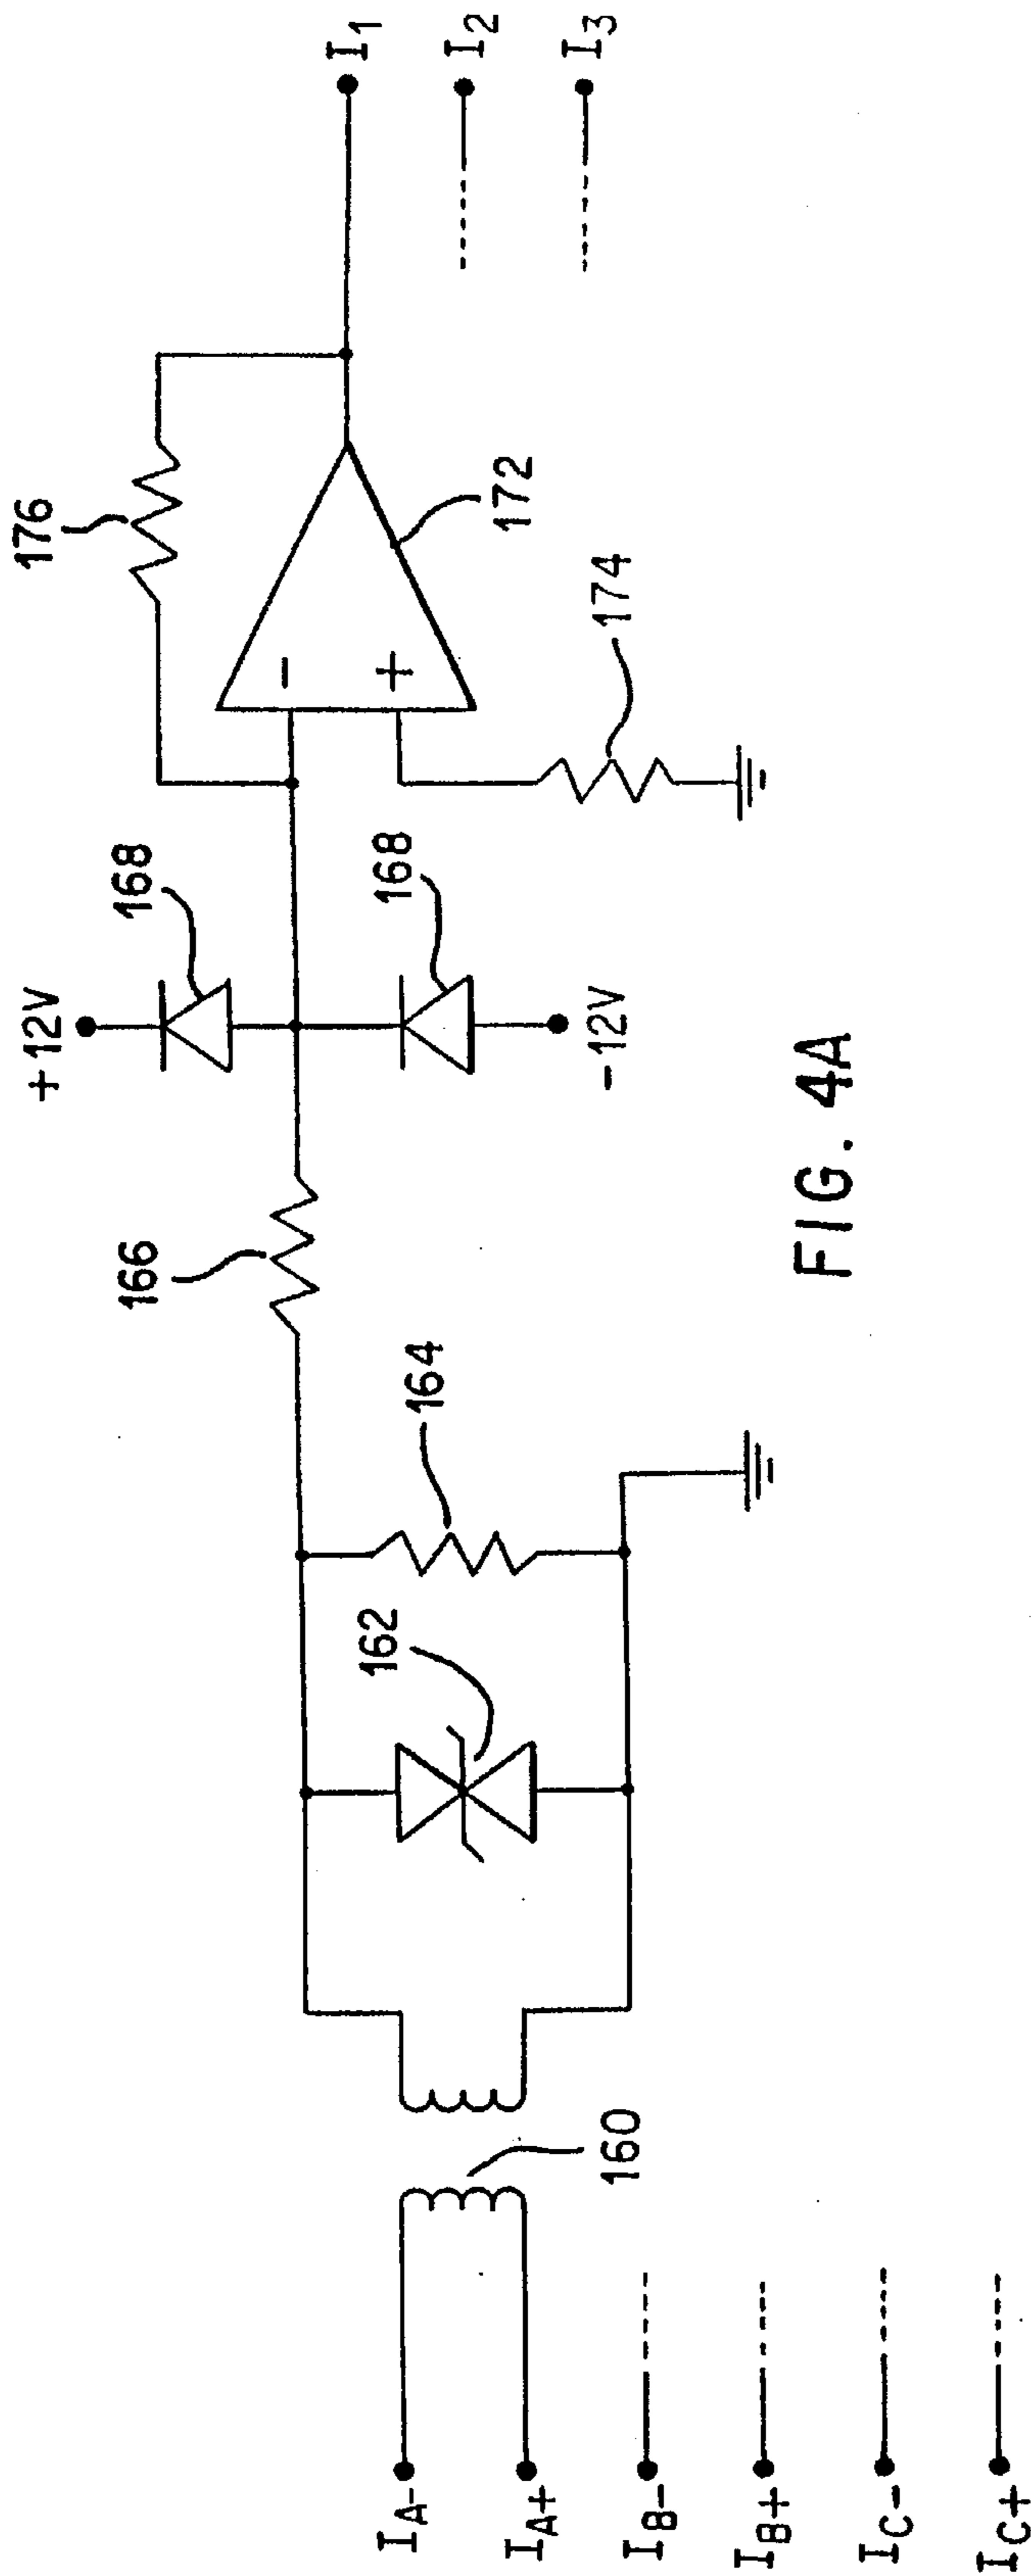 I1
I2
I3
176
172
174
168
168
+12V
-12V
166
164
162
160
IA-
IA+
IB-
IB+
IC-
IC+
-
+
FIG. 4A